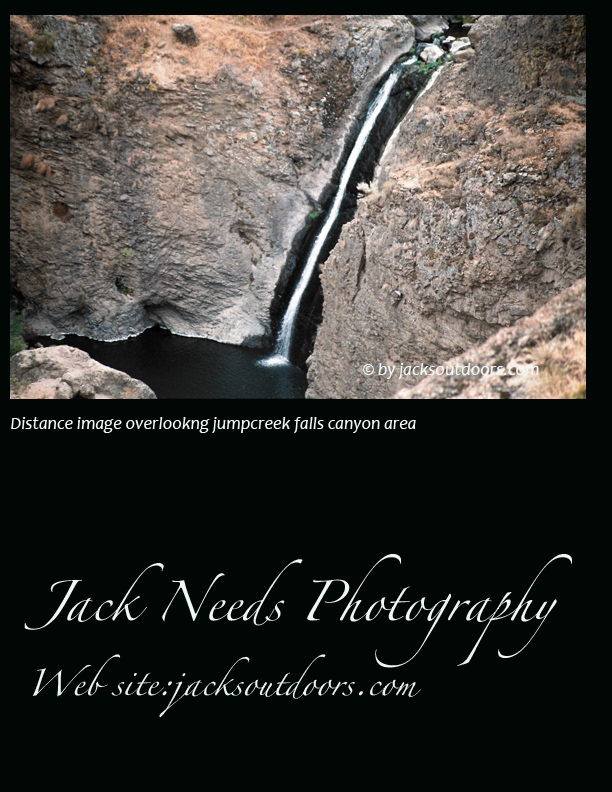 © by jacksoutdoors.com
Distance image overlookng jumpcreek falls canyon area
Jack Needs Photography
Web site:jacksoutdoors.com